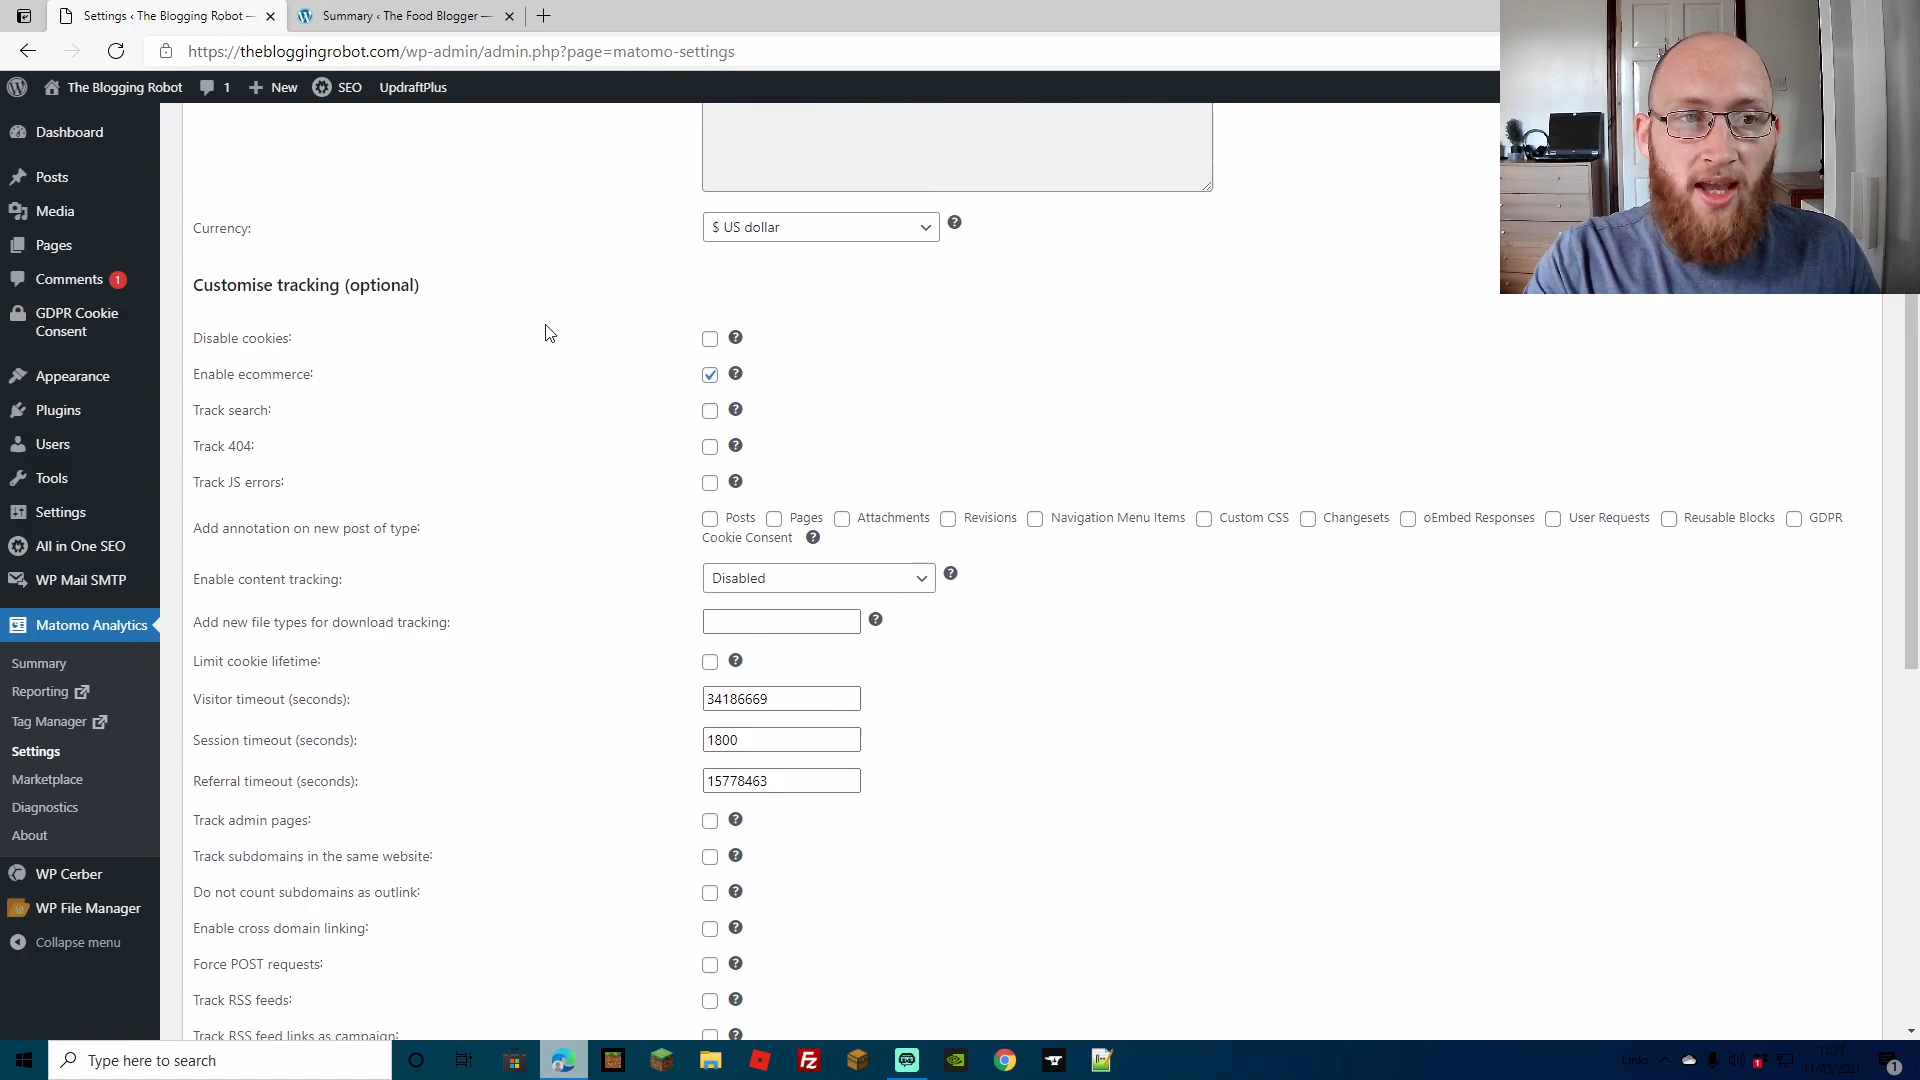 Settings ‹ The Blogging Robot —
Summary ‹ The Food Blogger —
https://thebloggingrobot.com/wp-admin/admin.php?page=matomo-settings
The Blogging Robot 1 New SEO UpdraftPlus
Dashboard
Posts
Media
Pages
Comments 1
GDPR Cookie
Consent
Appearance
Plugins
Users
Tools
Settings
All in One SEO
WP Mail SMTP
Matomo Analytics
Summary
Reporting
Tag Manager
Settings
Marketplace
Diagnostics
About
WP Cerber
WP File Manager
Collapse menu
Currency: $ US dollar
Customise tracking (optional)
Disable cookies:
Enable ecommerce:
Track search:
Track 404:
Track JS errors:
Add annotation on new post of type: Posts Pages Attachments Revisions Navigation Menu Items Custom CSS Changesets oEmbed Responses User Requests Reusable Blocks GDPR
Cookie Consent
Enable content tracking: Disabled
Add new file types for download tracking:
Limit cookie lifetime:
Visitor timeout (seconds): 34186669
Session timeout (seconds): 1800
Referral timeout (seconds): 15778463
Track admin pages:
Track subdomains in the same website:
Do not count subdomains as outlink:
Enable cross domain linking:
Force POST requests:
Track RSS feeds:
Track RSS feed links as campaign:
Type here to search
Links
11:27
11/05/2021